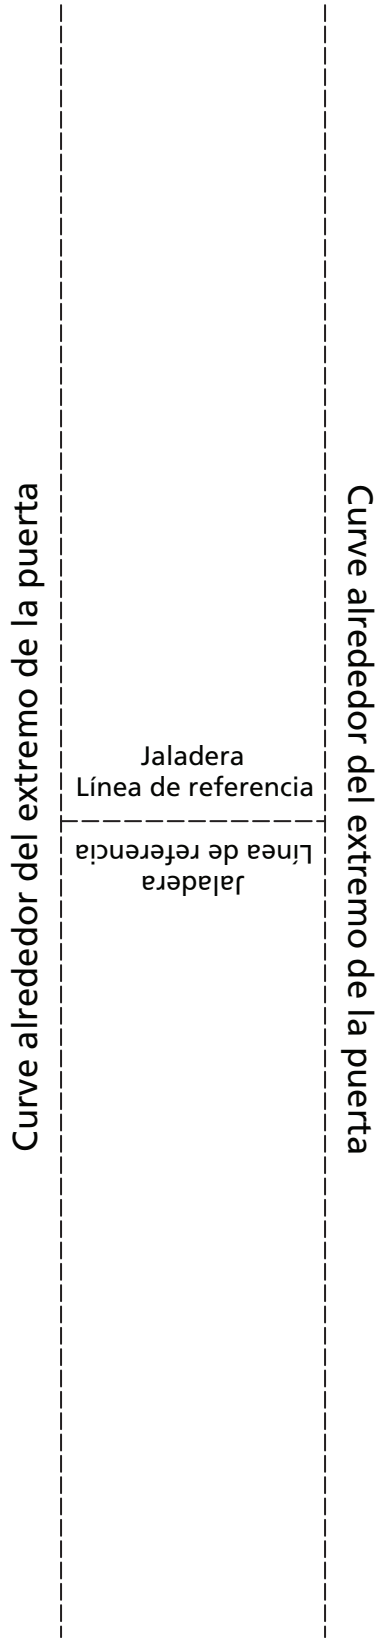 Curve alrededor del extremo de la puerta
Jaladera
Línea de referencia
Línea de referencia
Jaladera
Curve alrededor del extremo de la puerta